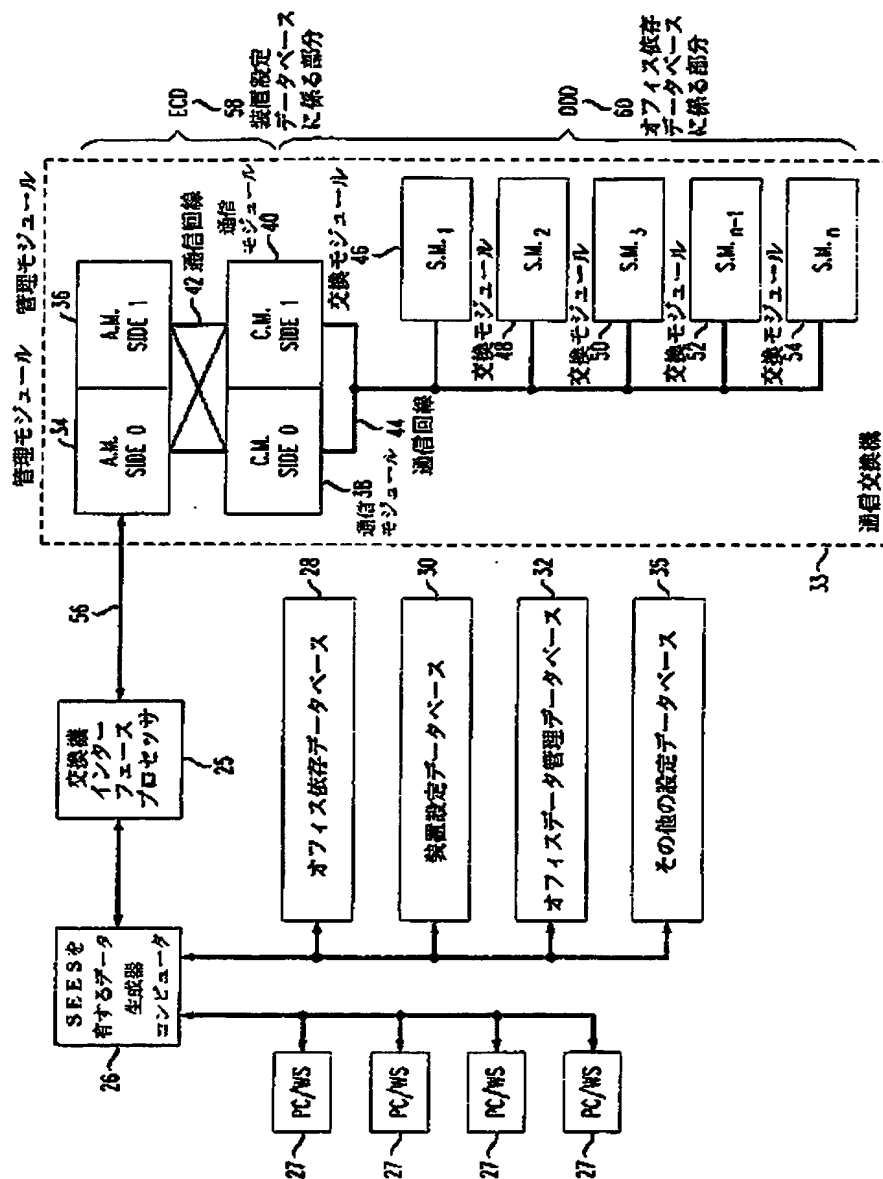 SEESを
有するデータ
生成器
コンピュータ
26
交換機
インター
フェース
プロセッサ
25
56
PC/WS
27
PC/WS
27
PC/WS
27
PC/WS
27
オフィス依存データベース
28
装置設定データベース
30
オフィスデータ管理データベース
32
その他の設定データベース
35
管理モジュール
34
管理モジュール
36
A.M.
SIDE 0
A.M.
SIDE 1
42 通信回線
通信
モジュール
40
C.M.
SIDE 0
C.M.
SIDE 1
38
通信
モジュール
44
通信回線
交換モジュール
46
S.M.1
交換モジュール
48
S.M.2
交換モジュール
50
S.M.3
交換モジュール
52
S.M.n-1
交換モジュール
54
S.M.n
33
通信交換機
ECD
58
装置設定
データベース
に係る部分
ODD
60
オフィス依存
データベース
に係る部分